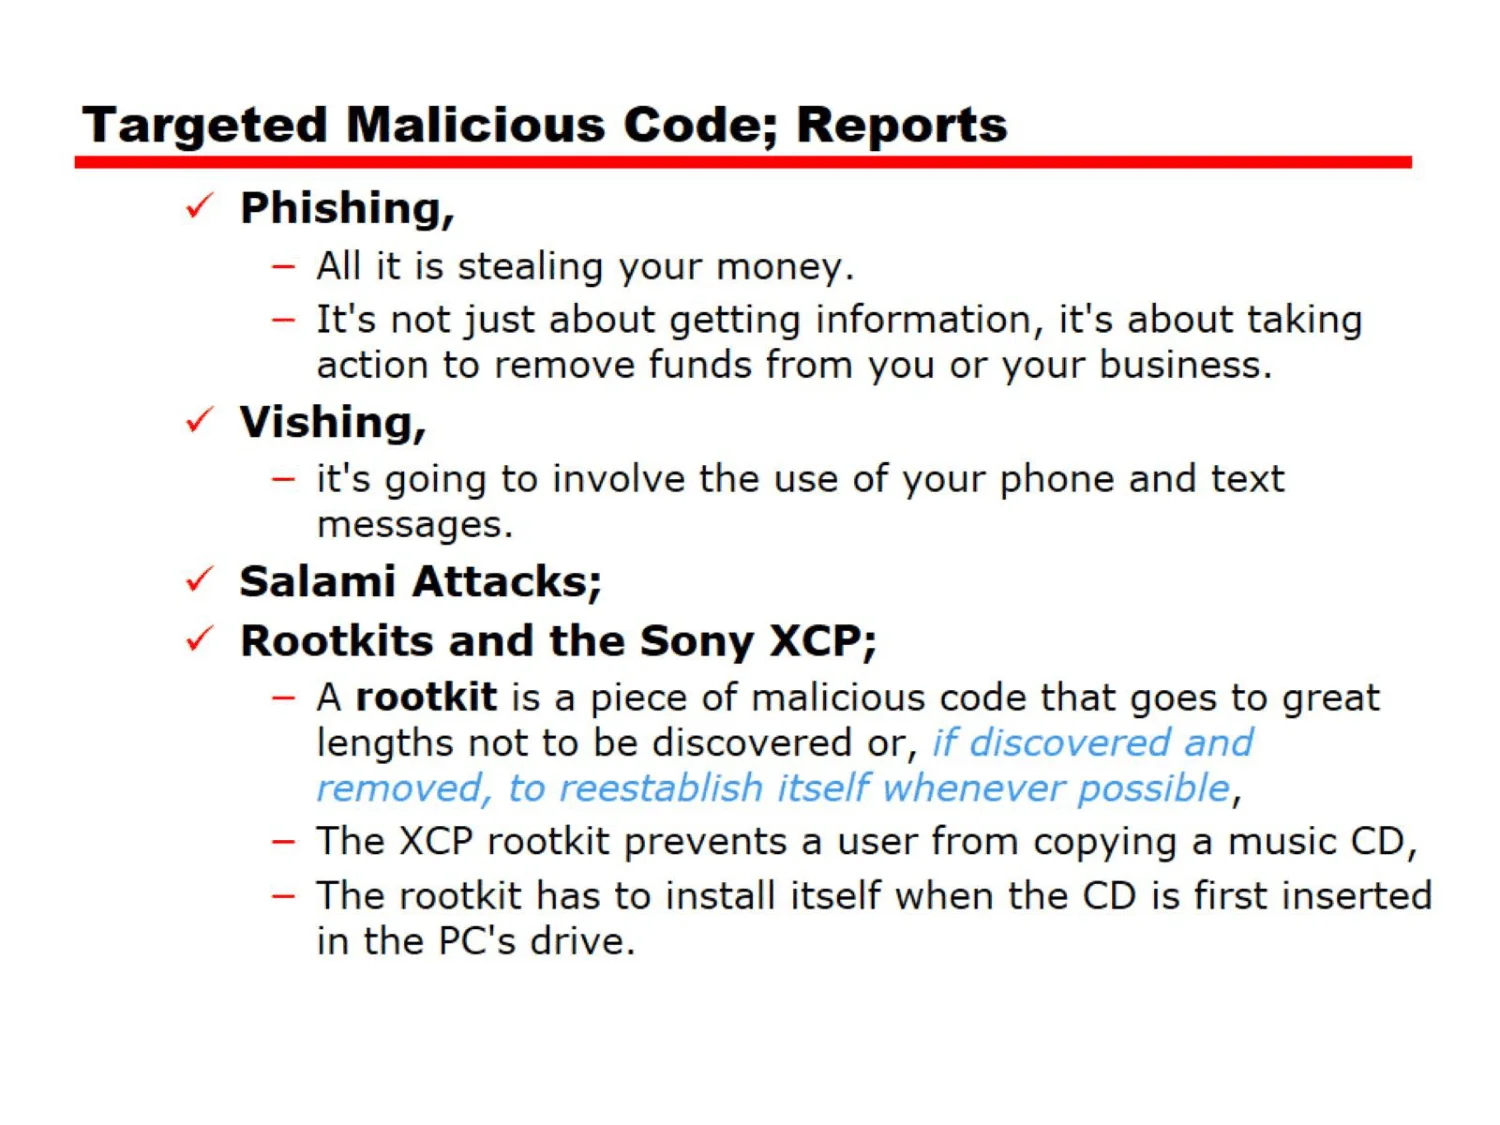 Targeted Malicious Code; Reports
✓ Phishing,
– All it is stealing your money.
– It's not just about getting information, it's about taking
action to remove funds from you or your business.
✓ Vishing,
– it's going to involve the use of your phone and text
messages.
✓ Salami Attacks;
✓ Rootkits and the Sony XCP;
– A rootkit is a piece of malicious code that goes to great
lengths not to be discovered or, if discovered and
removed, to reestablish itself whenever possible,
– The XCP rootkit prevents a user from copying a music CD,
– The rootkit has to install itself when the CD is first inserted
in the PC's drive.